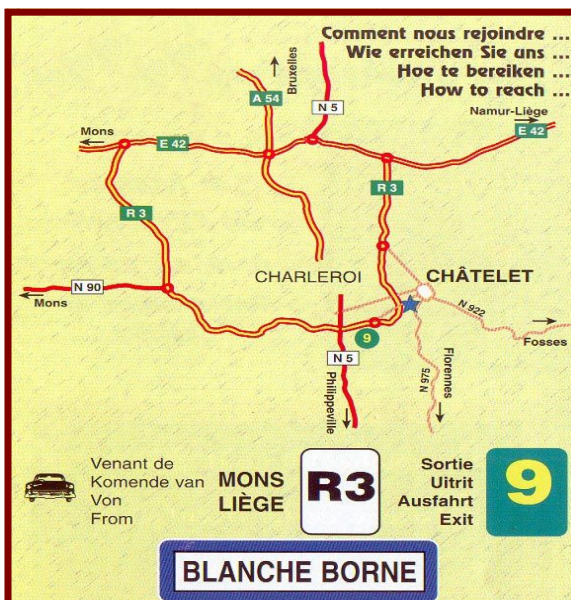 Comment nous rejoindre ...
Wie erreichen Sie uns ...
Hoe te bereiken ...
How to reach ...
Bruxelles
A 54
N 5
Namur-Liège
E 42
Mons
E 42
R 3
R 3
CHARLEROI
CHÂTELET
N 90
Mons
N 922
Fosses
9
N 5
Philippeville
N 975
Florennes
Venant de
Komende van
Von
From
MONS
LIÈGE
R3
Sortie
Uitrit
Ausfahrt
Exit
9
BLANCHE BORNE